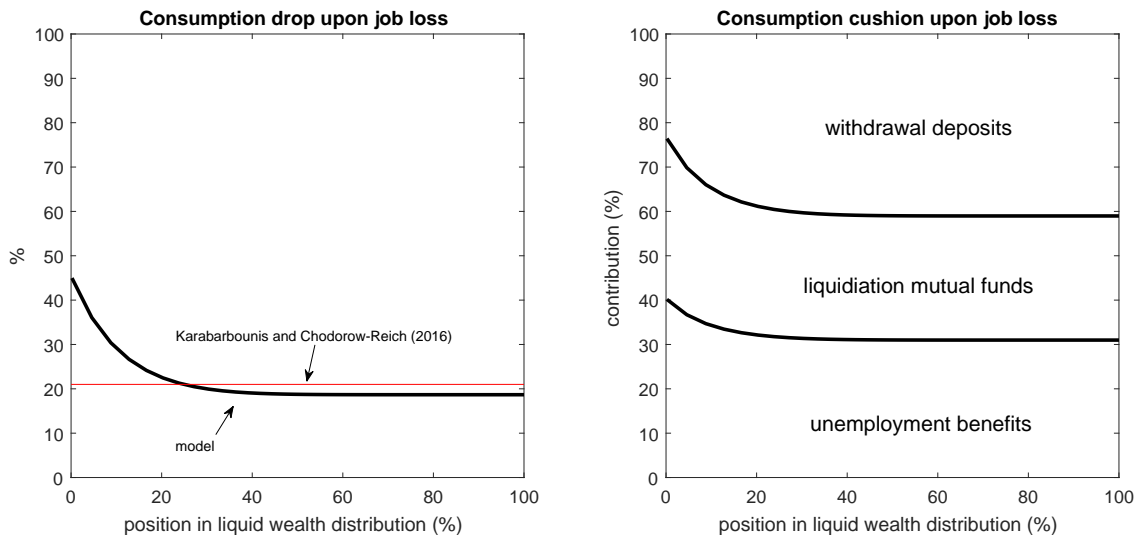 Consumption drop upon job loss
100
90
80
70
60
50
40
30
20
10
0
%
Karabarbounis and Chodorow-Reich (2016)
model
0 20 40 60 80 100
position in liquid wealth distribution (%)
Consumption cushion upon job loss
100
90
80
70
60
50
40
30
20
10
0
contribution (%)
withdrawal deposits
liquidiation mutual funds
unemployment benefits
0 20 40 60 80 100
position in liquid wealth distribution (%)